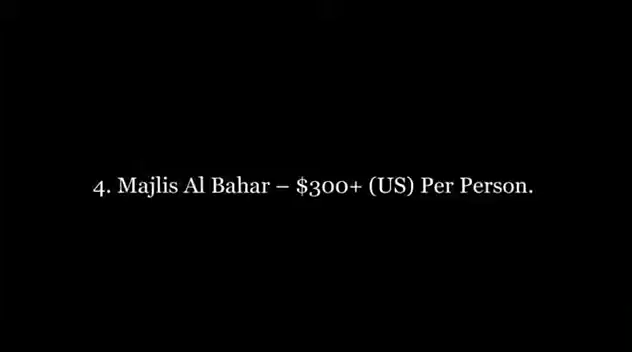 4. Majlis Al Bahar – $300+ (US) Per Person.